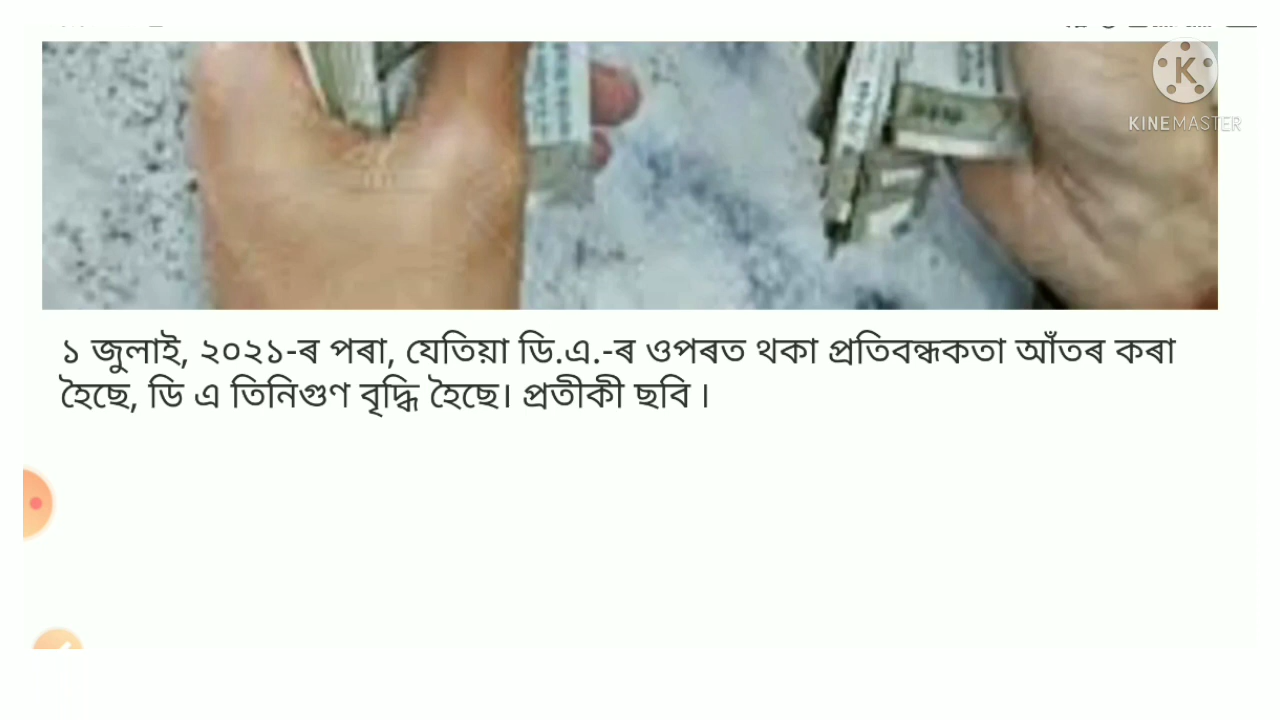 KINEMASTER
১ জুলাই, ২০২১-ৰ পৰা, যেতিয়া ডি.এ.-ৰ ওপৰত থকা প্ৰতিবন্ধকতা আঁতৰ কৰা
হৈছে, ডি এ তিনিগুণ বৃদ্ধি হৈছে। প্ৰতীকী ছবি ।